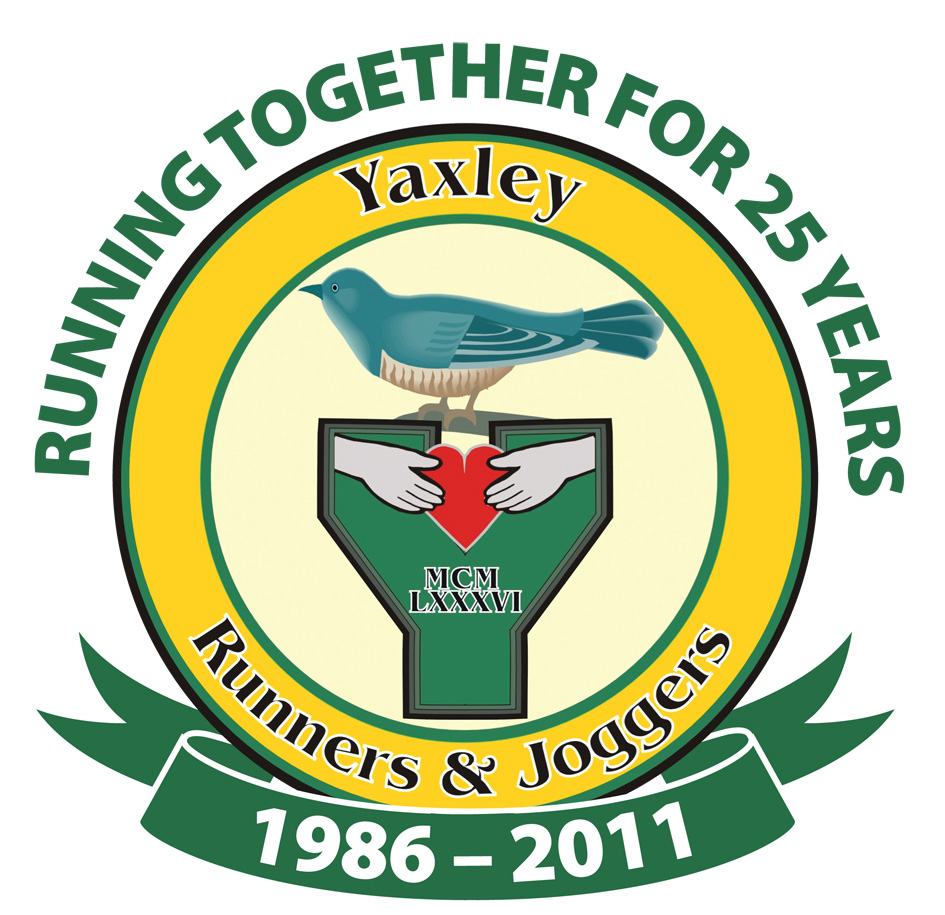 RUNNING TOGETHER FOR 25 YEARS
Yaxley
MCM
LXXXVI
Runners & Joggers
1986 – 2011